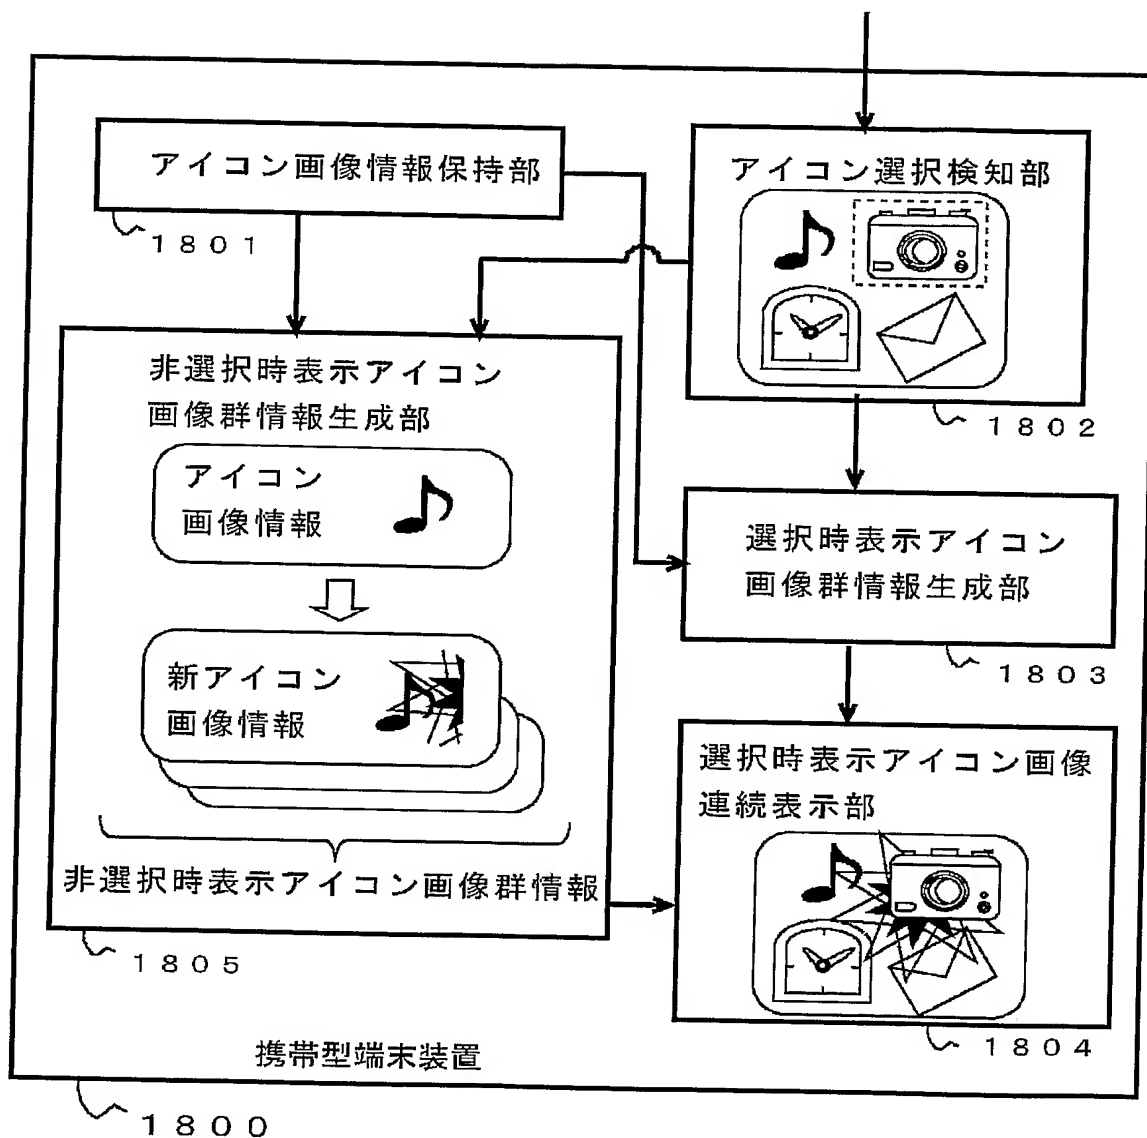 アイコン画像情報保持部
1801
アイコン選択検知部
1802
非選択時表示アイコン
画像群情報生成部
アイコン
画像情報
新アイコン
画像情報
非選択時表示アイコン画像群情報
1805
選択時表示アイコン
画像群情報生成部
1803
選択時表示アイコン画像
連続表示部
1804
携帯型端末装置
1800